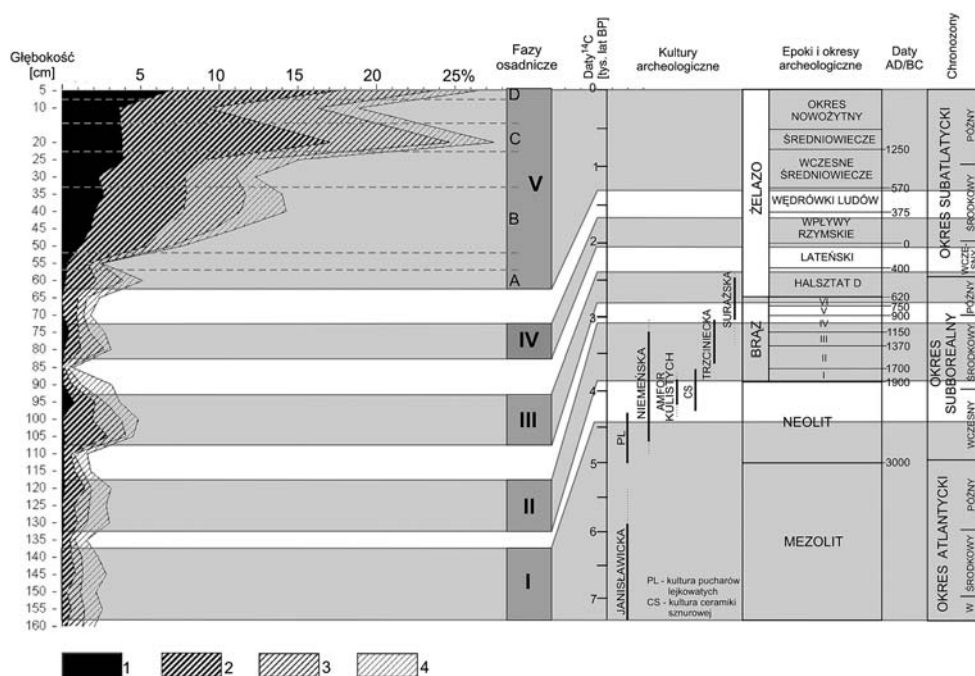 Głębokość
[cm]
5 10 15 20 25%
Fazy
osadnicze
Daty ¹⁴C
[tys. lat BP]
Kultury
archeologiczne
Epoki i okresy
archeologiczne
Daty
AD/BC
Chronozony
5
10
15
20
25
30
35
40
45
50
55
60
65
70
75
80
85
90
95
100
105
110
115
120
125
130
135
140
145
150
155
160
D
C
V
B
A
IV
III
II
I
0
1
2
3
4
5
6
7
JANISŁAWICKA
PL
NIEMEŃSKA
AMFOR
KULISTYCH
CS
TRZCINIECKA
SURAŻSKA
PL - kultura pucharów
lejkowatych
CS - kultura ceramiki
sznurowej
ŻELAZO
BRĄZ
OKRES
NOWOŻYTNY
ŚREDNIOWIECZE
WCZESNE
ŚREDNIOWIECZE
WĘDRÓWKI LUDÓW
WPŁYWY
RZYMSKIE
LATEŃSKI
HALSZTAT D
VI
V
IV
III
II
I
NEOLIT
MEZOLIT
1250
570
375
0
400
620
750
900
1150
1370
1700
1900
3000
OKRES SUBATLATYCKI
PÓŹNY
ŚRODKOWY
WCZE-
SNY
OKRES
SUBBOREALNY
PÓŹNY
ŚRODKOWY
WCZESNY
OKRES ATLANTYCKI
PÓŹNY
ŚRODKOWY
W
1 2 3 4